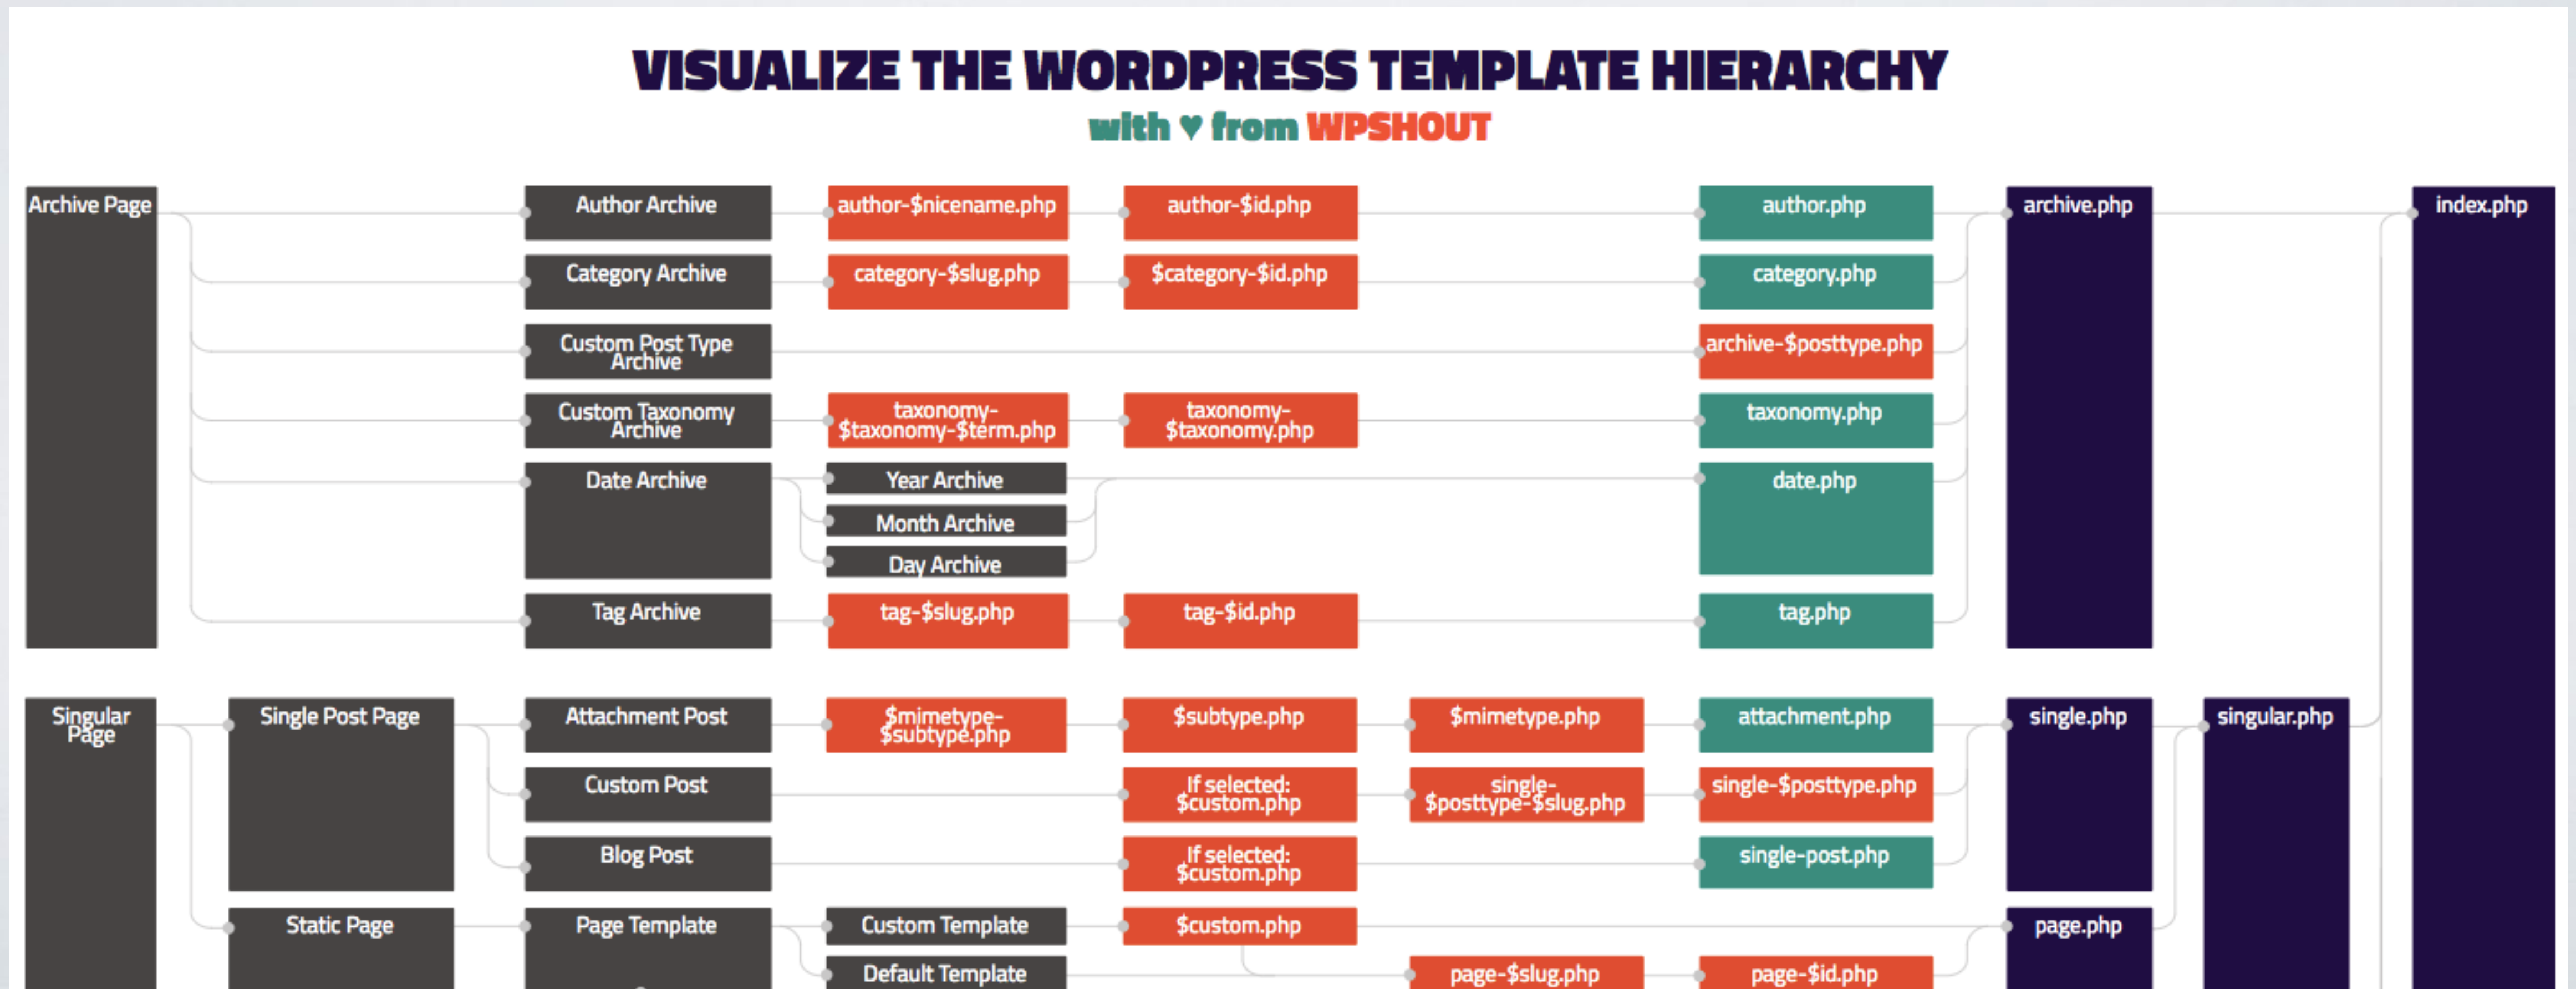 VISUALIZE THE WORDPRESS TEMPLATE HIERARCHY
with ♥ from WPSHOUT
Archive Page
Author Archive
author-$nicename.php
author-$id.php
author.php
archive.php
index.php
Category Archive
category-$slug.php
$category-$id.php
category.php
Custom Post Type
Archive
archive-$posttype.php
Custom Taxonomy
Archive
taxonomy-
$taxonomy-$term.php
taxonomy-
$taxonomy.php
taxonomy.php
Date Archive
Year Archive
Month Archive
Day Archive
date.php
Tag Archive
tag-$slug.php
tag-$id.php
tag.php
Singular
Page
Single Post Page
Attachment Post
$mimetype-
$subtype.php
$subtype.php
$mimetype.php
attachment.php
single.php
singular.php
Custom Post
If selected:
$custom.php
single-
$posttype-$slug.php
single-$posttype.php
Blog Post
If selected:
$custom.php
single-post.php
Static Page
Page Template
Custom Template
$custom.php
page.php
Default Template
page-$slug.php
page-$id.php